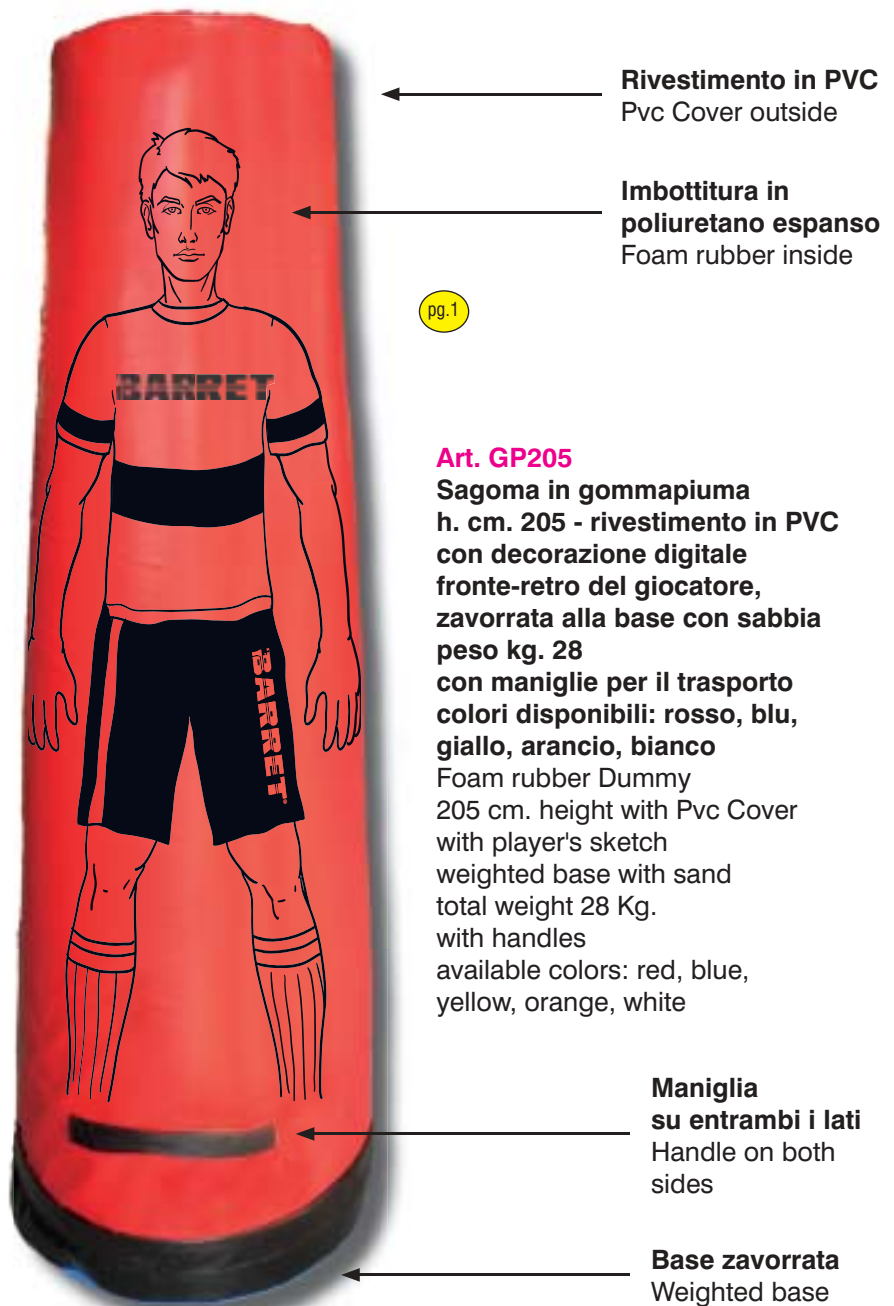 Rivestimento in PVC
Pvc Cover outside
Imbottitura in
poliuretano espanso
Foam rubber inside
pg.1
BARRET
BARRET
Art. GP205
Sagoma in gommapiuma
h. cm. 205 - rivestimento in PVC
con decorazione digitale
fronte-retro del giocatore,
zavorrata alla base con sabbia
peso kg. 28
con maniglie per il trasporto
colori disponibili: rosso, blu,
giallo, arancio, bianco
Foam rubber Dummy
205 cm. height with Pvc Cover
with player's sketch
weighted base with sand
total weight 28 Kg.
with handles
available colors: red, blue,
yellow, orange, white
Maniglia
su entrambi i lati
Handle on both
sides
Base zavorrata
Weighted base